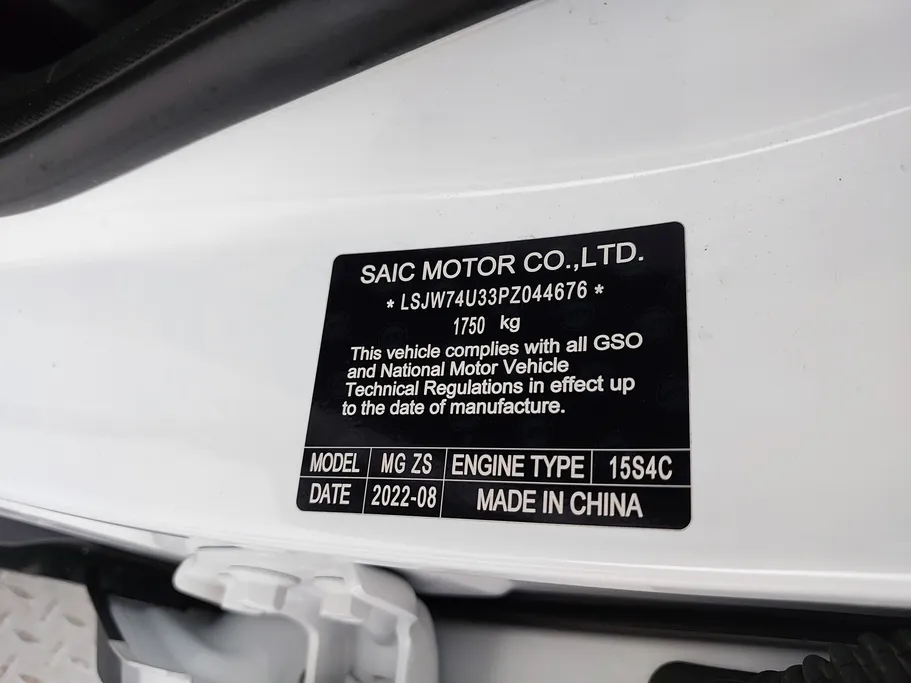 SAIC MOTOR CO.,LTD.
* LSJW74U33PZ044676 *
1750 kg
This vehicle complies with all GSO
and National Motor Vehicle
Technical Regulations in effect up
to the date of manufacture.
MODEL MG ZS ENGINE TYPE 15S4C
DATE 2022-08 MADE IN CHINA